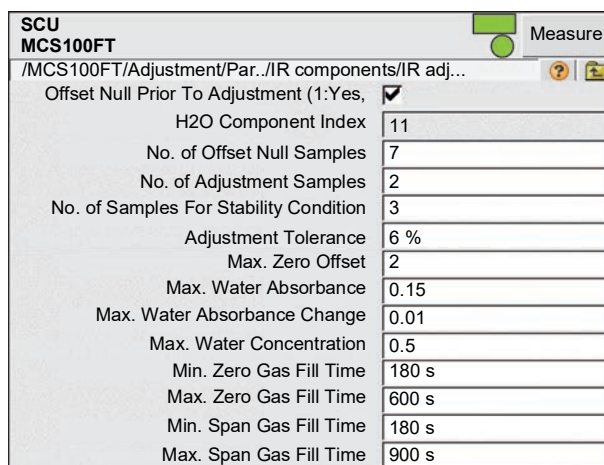 SCU
MCS100FT
Measure
/MCS100FT/Adjustment/Par../IR components/IR adj...
Offset Null Prior To Adjustment (1:Yes,
H2O Component Index 11
No. of Offset Null Samples 7
No. of Adjustment Samples 2
No. of Samples For Stability Condition 3
Adjustment Tolerance 6 %
Max. Zero Offset 2
Max. Water Absorbance 0.15
Max. Water Absorbance Change 0.01
Max. Water Concentration 0.5
Min. Zero Gas Fill Time 180 s
Max. Zero Gas Fill Time 600 s
Min. Span Gas Fill Time 180 s
Max. Span Gas Fill Time 900 s